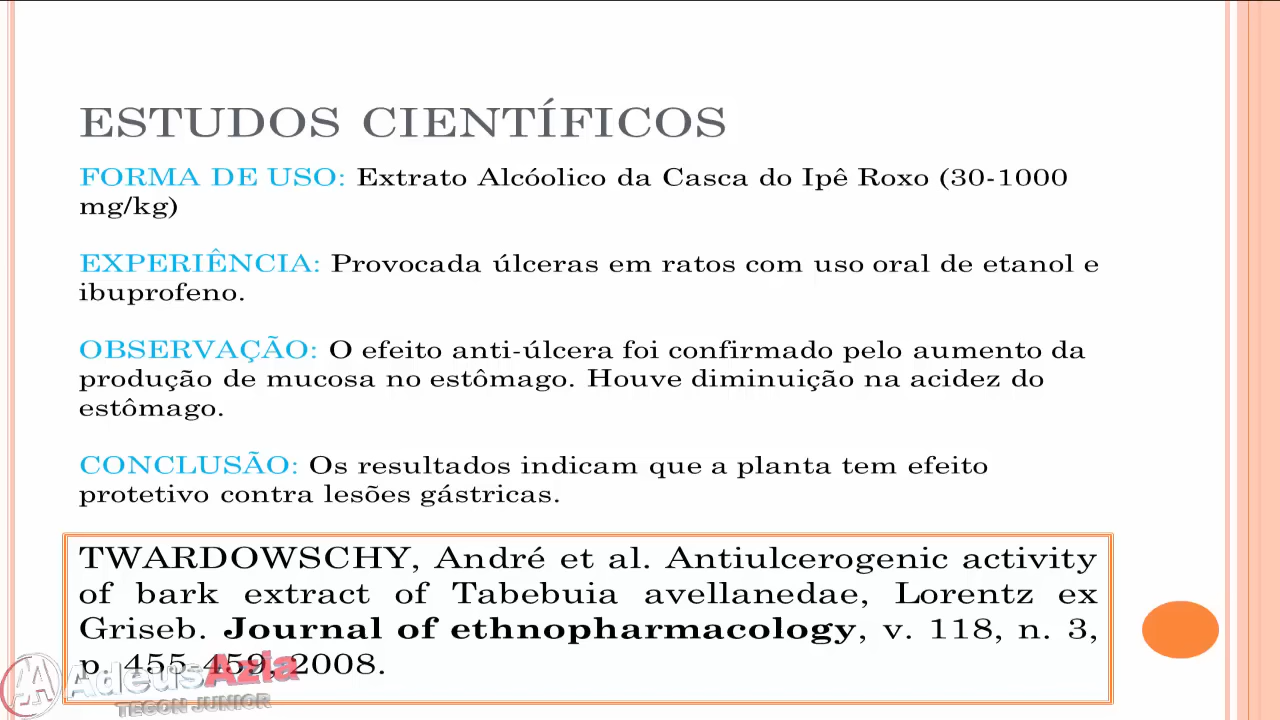 ESTUDOS CIENTÍFICOS
FORMA DE USO: Extrato Alcóolico da Casca do Ipê Roxo (30-1000
mg/kg)
EXPERIÊNCIA: Provocada úlceras em ratos com uso oral de etanol e
ibuprofeno.
OBSERVAÇÃO: O efeito anti-úlcera foi confirmado pelo aumento da
produção de mucosa no estômago. Houve diminuição na acidez do
estômago.
CONCLUSÃO: Os resultados indicam que a planta tem efeito
protetivo contra lesões gástricas.
TWARDOWSCHY, André et al. Antiulcerogenic activity
of bark extract of Tabebuia avellanedae, Lorentz ex
Griseb. Journal of ethnopharmacology, v. 118, n. 3,
p. 455-459, 2008.
AdeusAzia
TECON JUNIOR